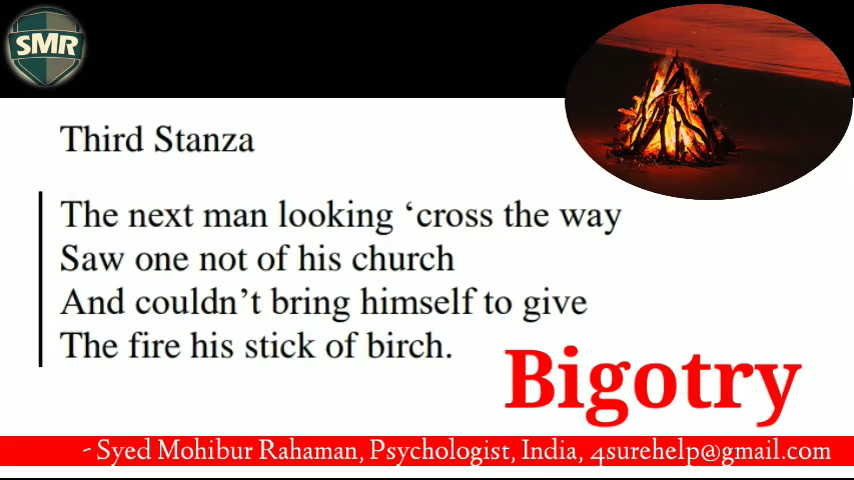 SMR
Third Stanza
The next man looking ‘cross the way
Saw one not of his church
And couldn’t bring himself to give
The fire his stick of birch.
Bigotry
- Syed Mohibur Rahaman, Psychologist, India, 4surehelp@gmail.com